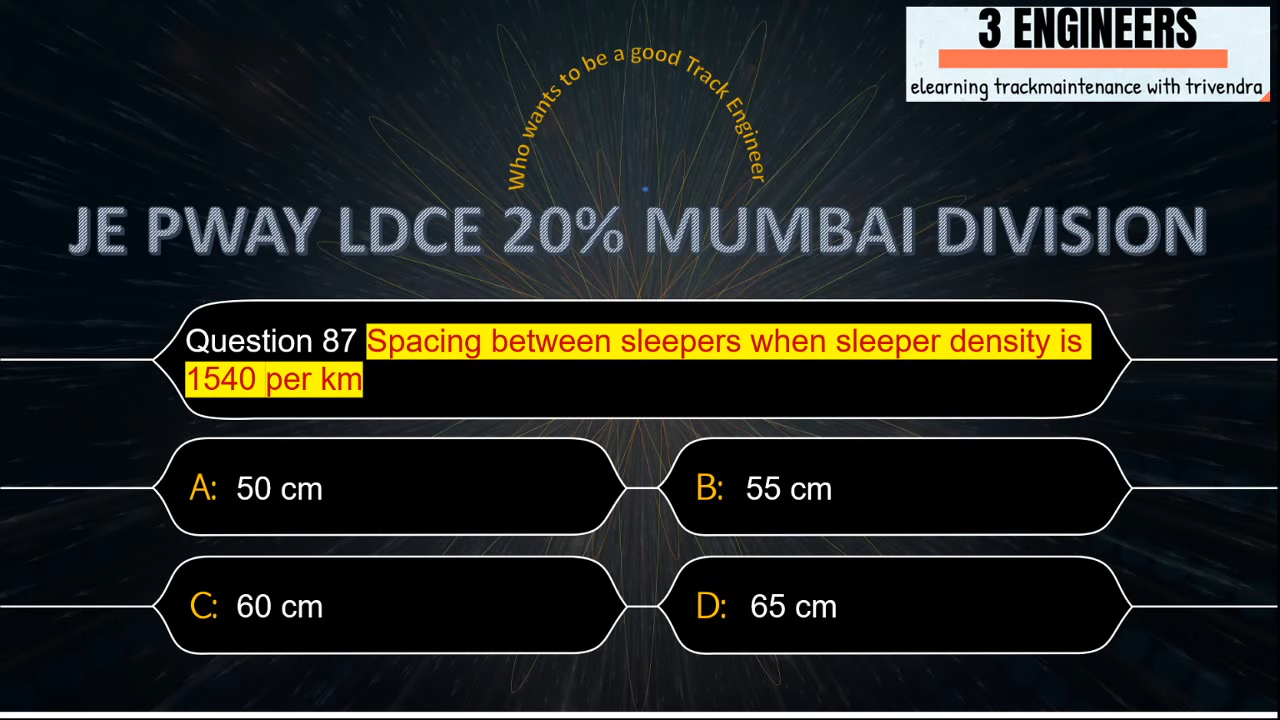 3 ENGINEERS
elearning trackmaintenance with trivendra
Who wants to be a good Track Engineer
JE PWAY LDCE 20% MUMBAI DIVISION
Question 87 Spacing between sleepers when sleeper density is
1540 per km
A: 50 cm
B: 55 cm
C: 60 cm
D: 65 cm